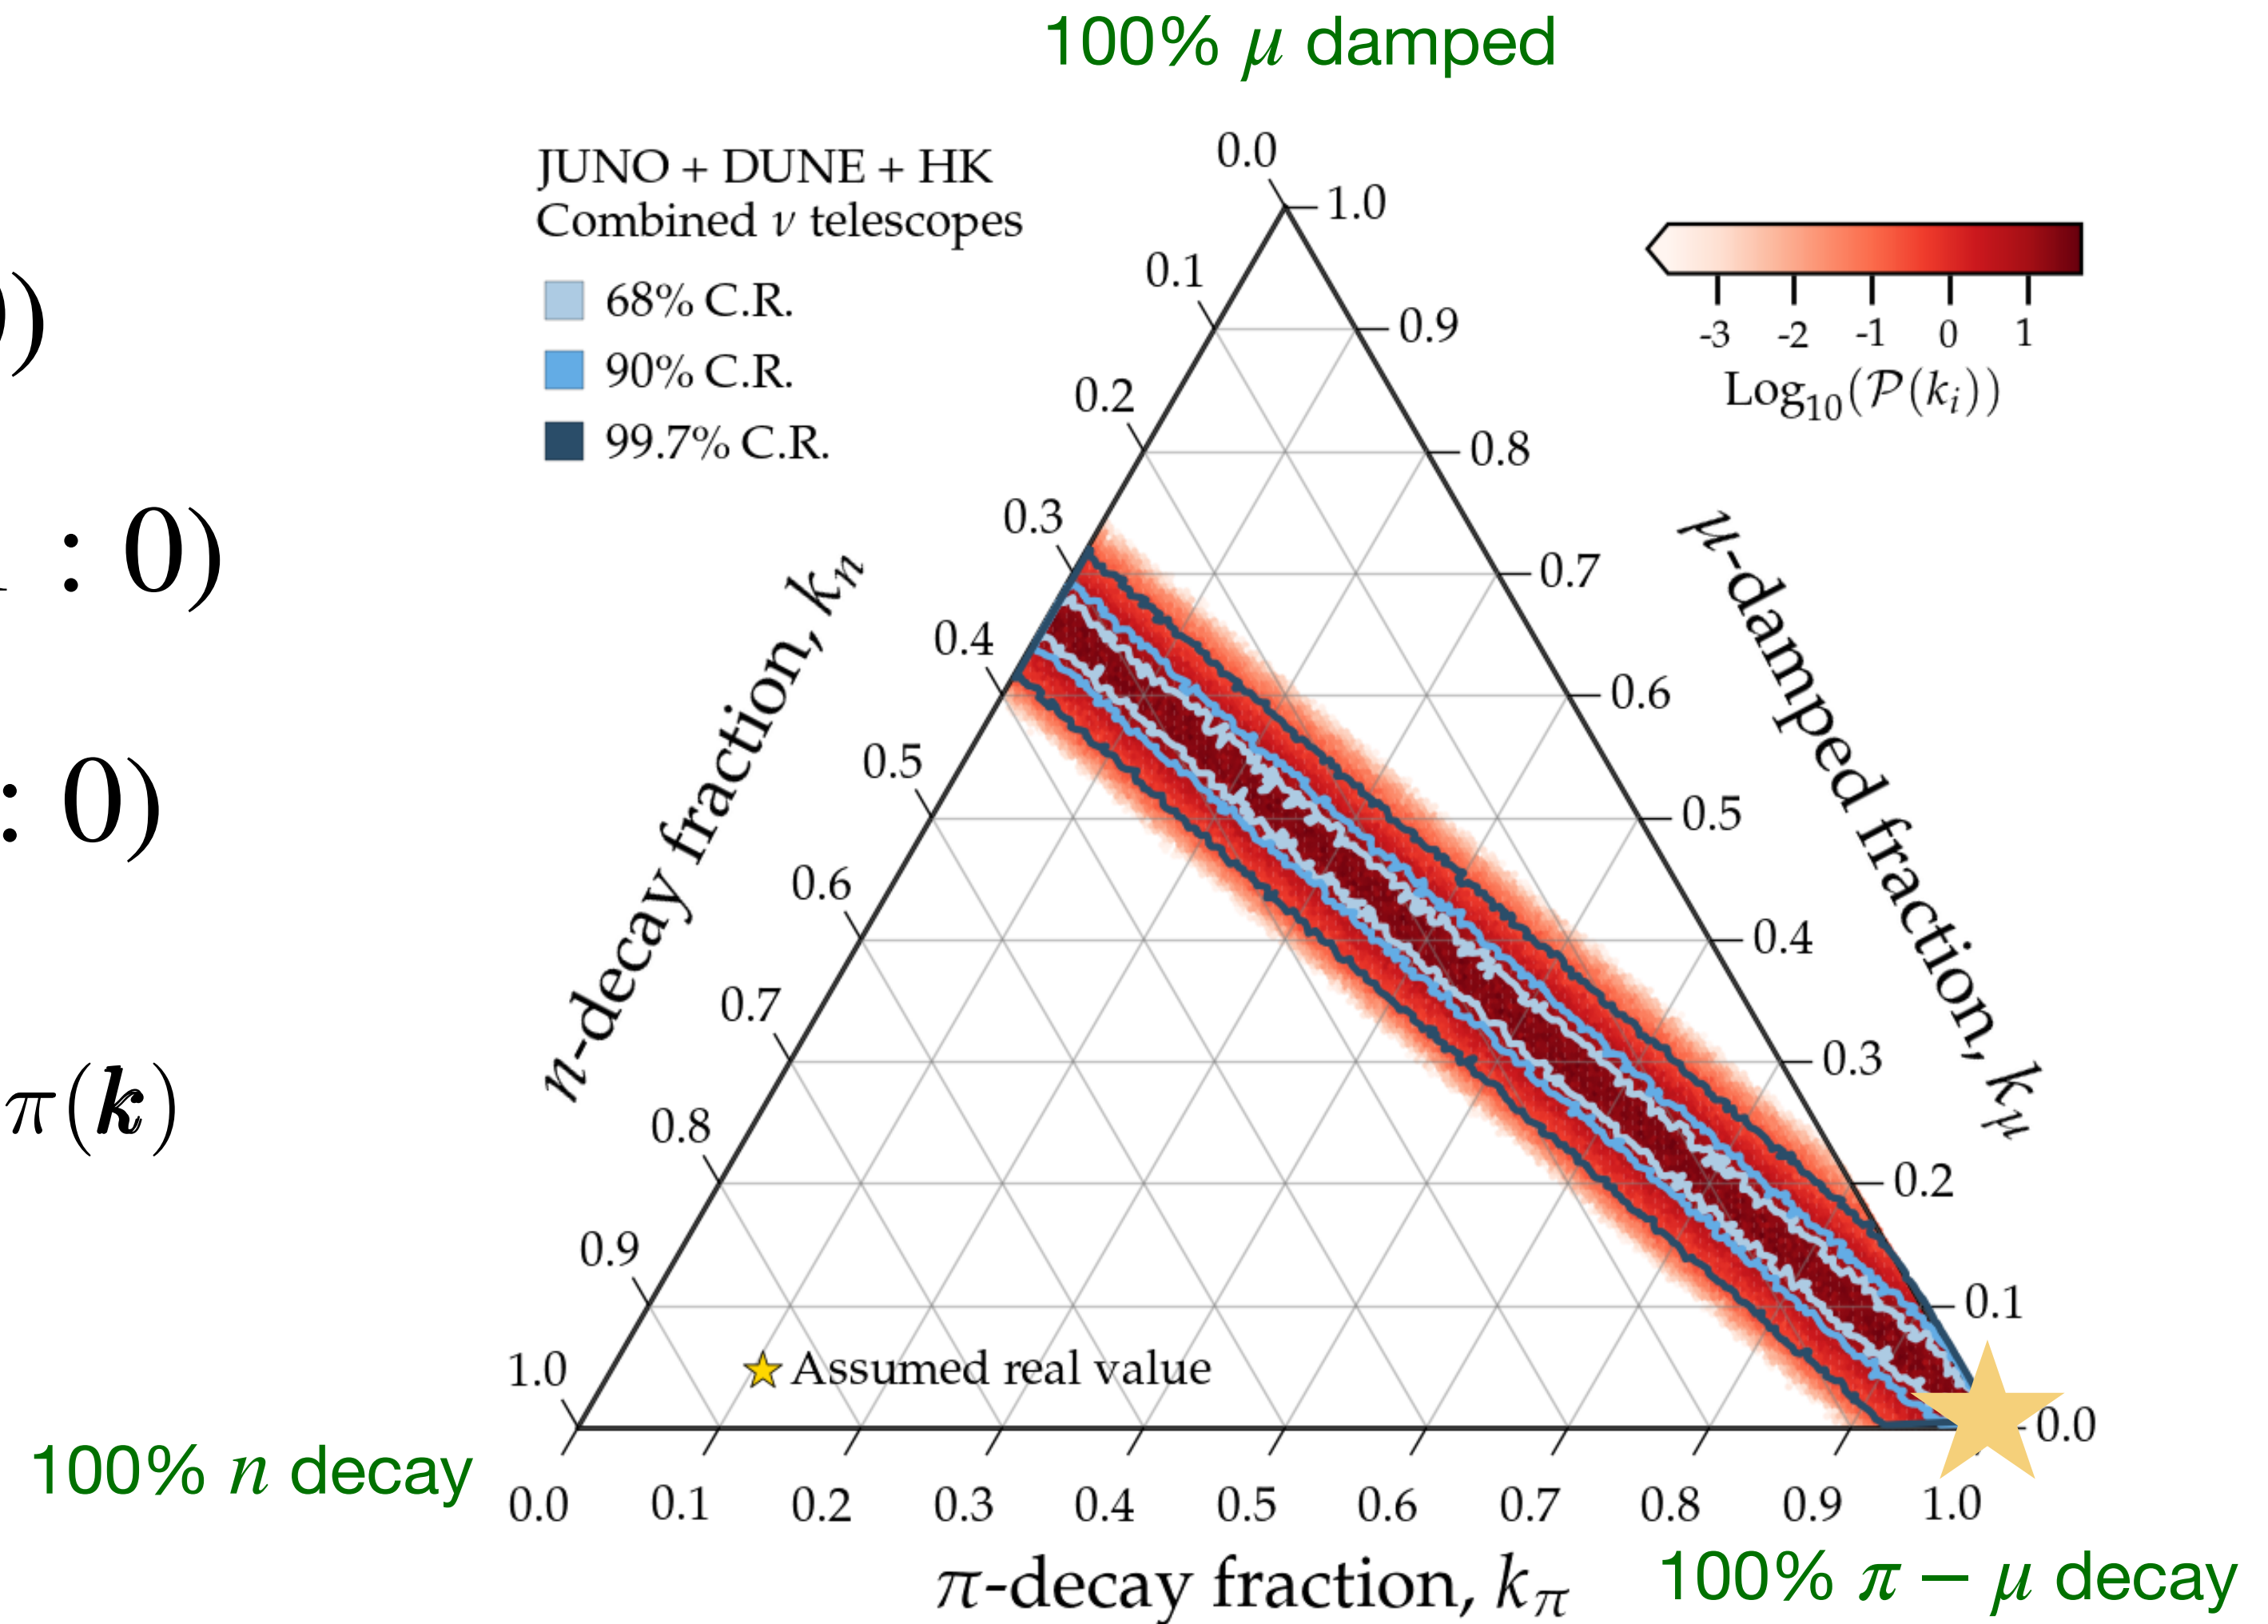 100% μ damped
JUNO + DUNE + HK
Combined ν telescopes
68% C.R.
90% C.R.
99.7% C.R.
0.0
0.1
0.2
0.3
0.4
0.5
0.6
0.7
0.8
0.9
1.0
n-decay fraction, kₙ
1.0
0.9
0.8
0.7
0.6
0.5
0.4
0.3
0.2
0.1
0.0
μ-damped fraction, k_μ
-3 -2 -1 0 1
Log₁₀(𝒫(kᵢ))
))
: 0)
: 0)
π(k)
Assumed real value
100% n decay
0.0 0.1 0.2 0.3 0.4 0.5 0.6 0.7 0.8 0.9 1.0
π-decay fraction, k_π
100% π − μ decay